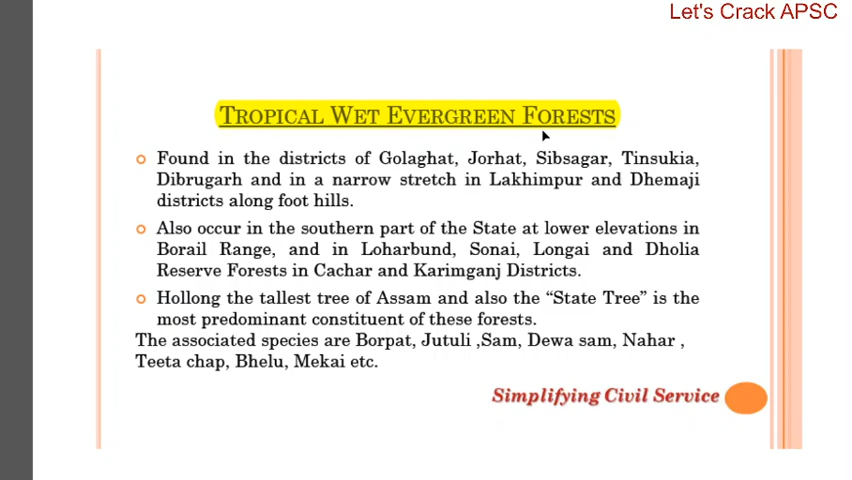 Let's Crack APSC
TROPICAL WET EVERGREEN FORESTS
Found in the districts of Golaghat, Jorhat, Sibsagar, Tinsukia,
Dibrugarh and in a narrow stretch in Lakhimpur and Dhemaji
districts along foot hills.
Also occur in the southern part of the State at lower elevations in
Borail Range, and in Loharbund, Sonai, Longai and Dholia
Reserve Forests in Cachar and Karimganj Districts.
Hollong the tallest tree of Assam and also the “State Tree” is the
most predominant constituent of these forests.
The associated species are Borpat, Jutuli ,Sam, Dewa sam, Nahar ,
Teeta chap, Bhelu, Mekai etc.
Simplifying Civil Service